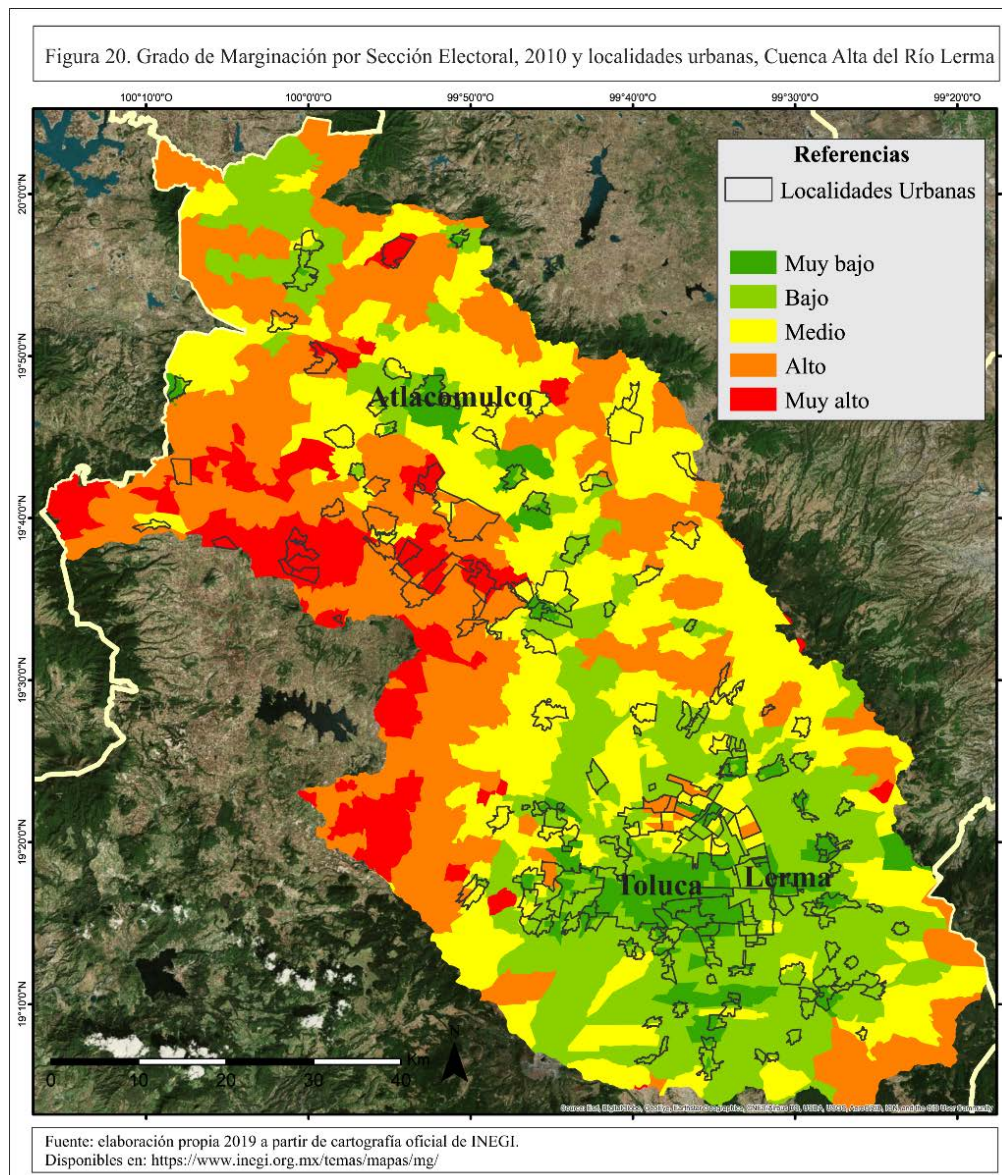 Figura 20. Grado de Marginación por Sección Electoral, 2010 y localidades urbanas, Cuenca Alta del Río Lerma
100°10'0"O
100°0'0"O
99°50'0"O
99°40'0"O
99°30'0"O
99°20'0"O
Referencias
Localidades Urbanas
Muy bajo
Bajo
Medio
Alto
Muy alto
20°0'0"N
19°50'0"N
Atlacomulco
19°40'0"N
19°30'0"N
19°20'0"N
Toluca
Lerma
19°10'0"N
N
Km
0
10
20
30
40
Fuente: elaboración propia 2019 a partir de cartografía oficial de INEGI.
Disponibles en: https://www.inegi.org.mx/temas/mapas/mg/